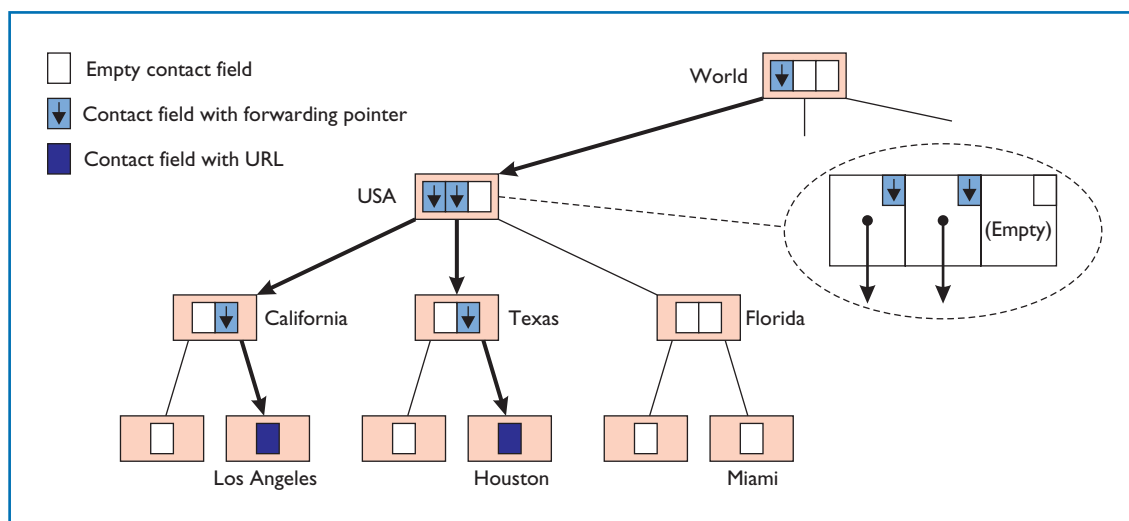 World
Empty contact field
Contact field with forwarding pointer
Contact field with URL
USA
(Empty)
California
Texas
Florida
Los Angeles
Houston
Miami